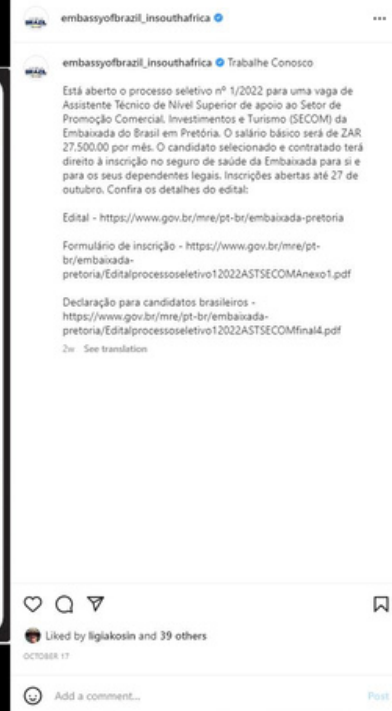 embassyofbrazil_insouthafrica
embassyofbrazil_insouthafrica Trabalhe Conosco
Está aberto o processo seletivo nº 1/2022 para uma vaga de
Assistente Técnico de Nível Superior de apoio ao Setor de
Promoção Comercial, Investimentos e Turismo (SECOM) da
Embaixada do Brasil em Pretória. O salário básico será de ZAR
27,500.00 por mês. O candidato selecionado e contratado terá
direito à inscrição no seguro de saúde da Embaixada para si e
para os seus dependentes legais. Inscrições abertas até 27 de
outubro. Confira os detalhes do edital:
Edital - https://www.gov.br/mre/pt-br/embaixada-pretoria
Formulário de inscrição - https://www.gov.br/mre/pt-
br/embaixada-
pretoria/Editalprocessoseletivo12022ASTSECOMAnexo1.pdf
Declaração para candidatos brasileiros -
https://www.gov.br/mre/pt-br/embaixada-
pretoria/Editalprocessoseletivo12022ASTSECOMfinal4.pdf
2w See translation
Liked by ligiakosin and 39 others
OCTOBER 17
Add a comment... Post